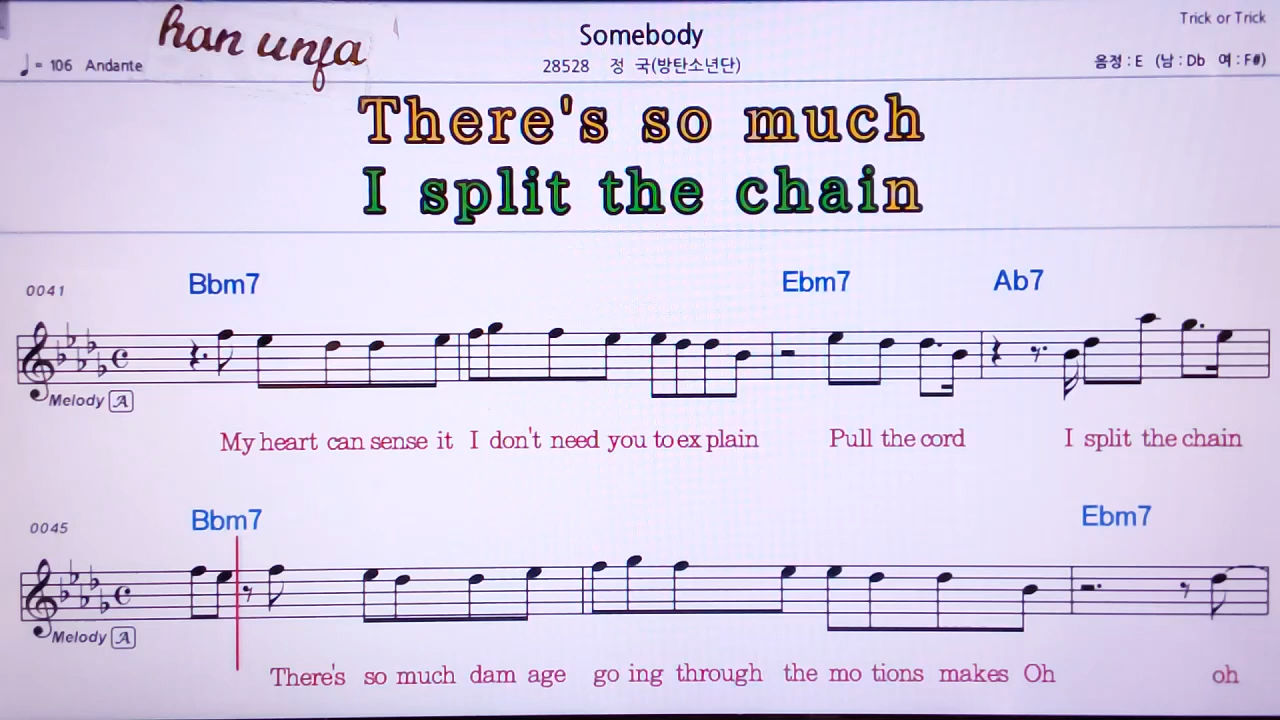 han unfa
Somebody
Trick or Trick
♩= 106 Andante
28528 정 국(방탄소년단)
음정 : E (남 : Db 여 : F#)
There's so much
I split the chain
0041
Bbm7 Ebm7 Ab7
Melody A
My heart can sense it I don't need you to ex plain Pull the cord I split the chain
0045
Bbm7 Ebm7
Melody A
There's so much dam age go ing through the mo tions makes Oh oh